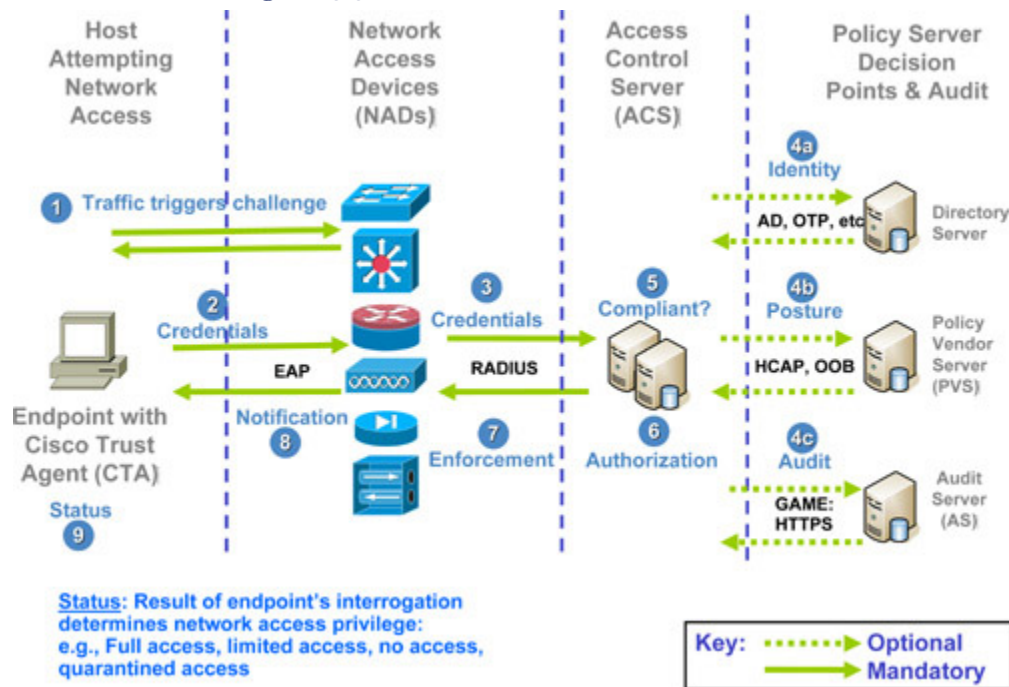 Host
Attempting
Network
Access
Network
Access
Devices
(NADs)
Access
Control
Server
(ACS)
Policy Server
Decision
Points & Audit
1 Traffic triggers challenge
4a
Identity
AD, OTP, etc
Directory
Server
2
Credentials
EAP
3
Credentials
RADIUS
5
Compliant?
4b
Posture
HCAP, OOB
Policy
Vendor
Server
(PVS)
Endpoint with
Cisco Trust
Agent (CTA)
Notification
8
7
Enforcement
6
Authorization
4c
Audit
GAME:
HTTPS
Audit
Server
(AS)
Status
9
Status: Result of endpoint's interrogation
determines network access privilege:
e.g., Full access, limited access, no access,
quarantined access
Key:
Optional
Mandatory